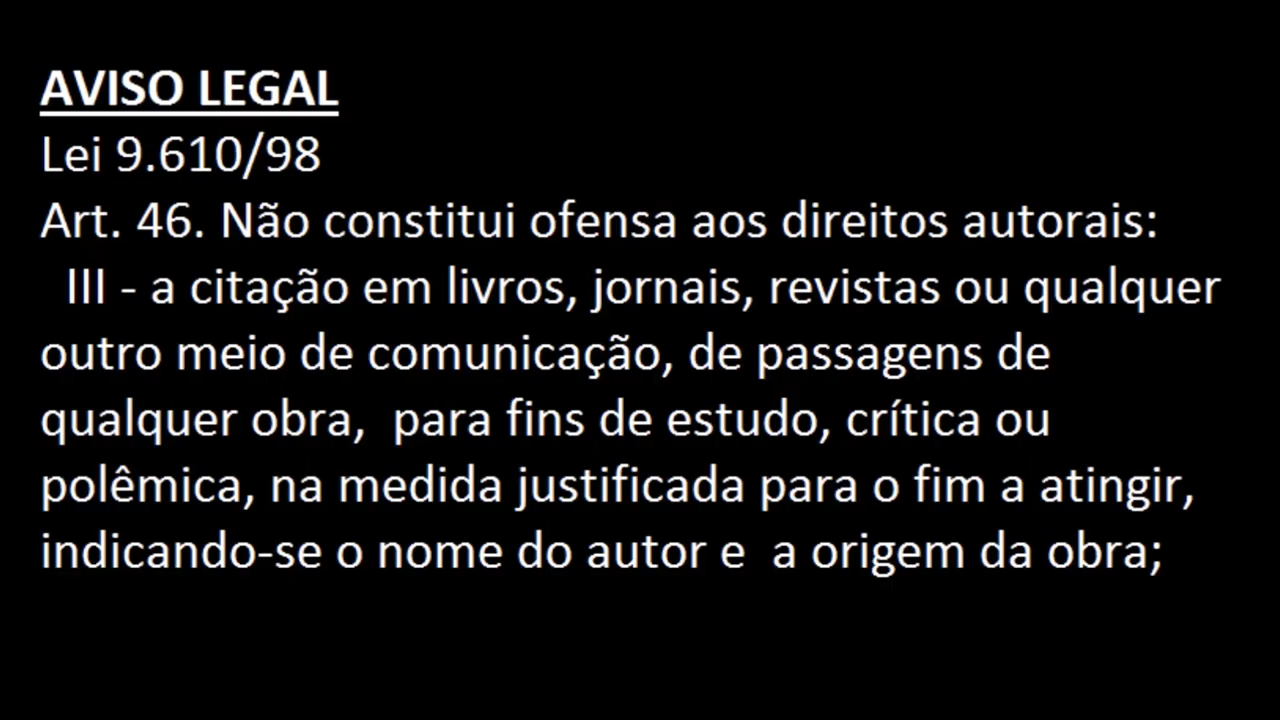 AVISO LEGAL
Lei 9.610/98
Art. 46. Não constitui ofensa aos direitos autorais:
III - a citação em livros, jornais, revistas ou qualquer
outro meio de comunicação, de passagens de
qualquer obra,  para fins de estudo, crítica ou
polêmica, na medida justificada para o fim a atingir,
indicando-se o nome do autor e  a origem da obra;